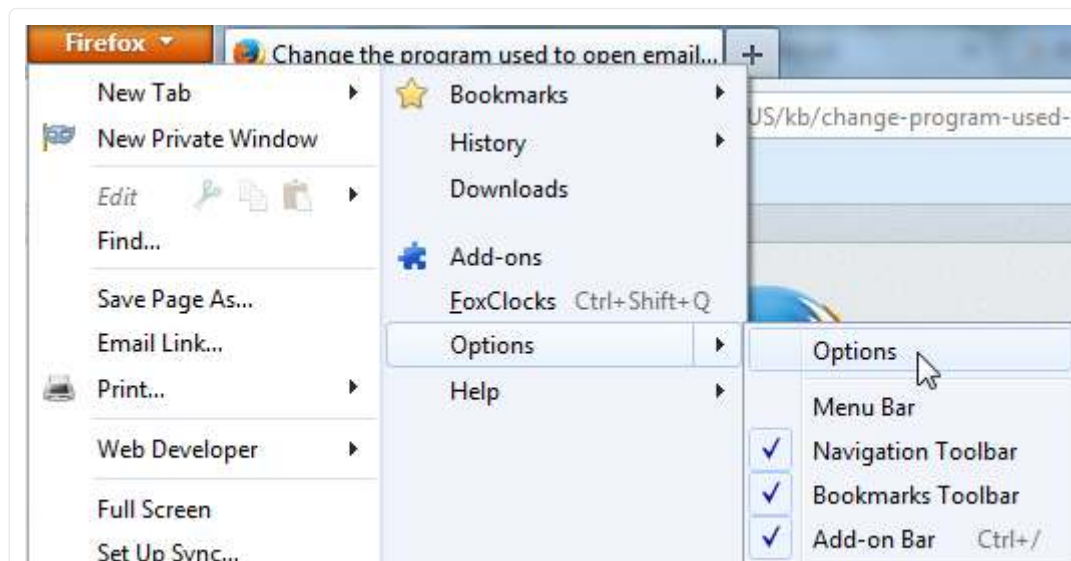 Firefox
Change the program used to open email...
+
New Tab
New Private Window
Edit
Find...
Save Page As...
Email Link...
Print...
Web Developer
Full Screen
Set Up Sync...
Bookmarks
History
Downloads
Add-ons
FoxClocks Ctrl+Shift+Q
Options
Help
US/kb/change-program-used-
Options
Menu Bar
Navigation Toolbar
Bookmarks Toolbar
Add-on Bar Ctrl+/